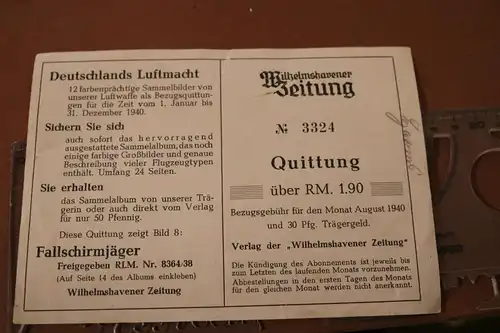 Deutschlands Luftmacht
12 farbenprächtige Sammelbilder von
unserer Luftwaffe als Bezugsquittun-
gen für die Zeit vom 1. Januar bis
31. Dezember 1940.
Sichern Sie sich
auch sofort das hervorragend
ausgestattete Sammelalbum, das noch
einige farbige Großbilder und genaue
Beschreibung vieler Flugzeugtypen
enthält. Umfang 24 Seiten.
Sie erhalten
das Sammelalbum von unserer Trä-
gerin oder auch direkt vom Verlag
für nur 50 Pfennig.
Diese Quittung zeigt Bild 8:
Fallschirmjäger
Freigegeben RLM. Nr. 8364/38
(Auf Seite 14 des Albums einkleben)
Wilhelmshavener Zeitung
Wilhelmshavener
Zeitung
№ 3324
Quittung
über RM. 1.90
Bezugsgebühr für den Monat August 1940
und 30 Pfg. Trägergeld.
Verlag der „Wilhelmshavener Zeitung“
Die Kündigung des Abonnements ist jeweils bis
zum Letzten des laufenden Monats vorzunehmen.
Abbestellungen in den ersten Tagen des Monats
für den gleichen Monat werden nicht anerkannt.